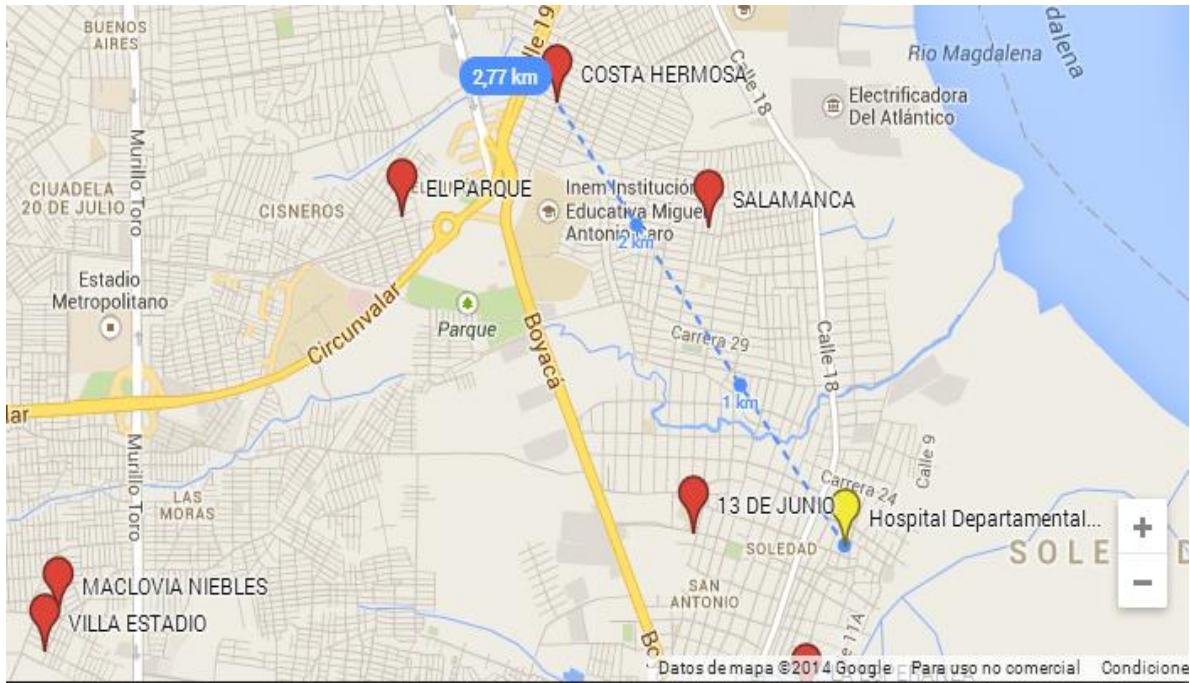 BUENOS
AIRES
Calle 19
2,77 km
COSTA HERMOSA
Calle 18
Rio Magdalena
dalena
Electrificadora
Del Atlántico
Murillo Toro
CIUADELA
20 DE JULIO
CISNEROS
EL PARQUE
Inem Institución
Educativa Miguel
Antonio Caro
2 km
SALAMANCA
Estadio
Metropolitano
Circunvalar
Parque
Boyacá
Carrera 29
Calle 18
1 km
lar
Murillo Toro
LAS
MORAS
Calle 9
Carrera 24
13 DE JUNIO
Hospital Departamental...
SOLEDAD
SOLE D
+
−
SAN
ANTONIO
MACLOVIA NIEBLES
VILLA ESTADIO
Bo
e 11A
Datos de mapa ©2014 Google Para uso no comercial Condicione